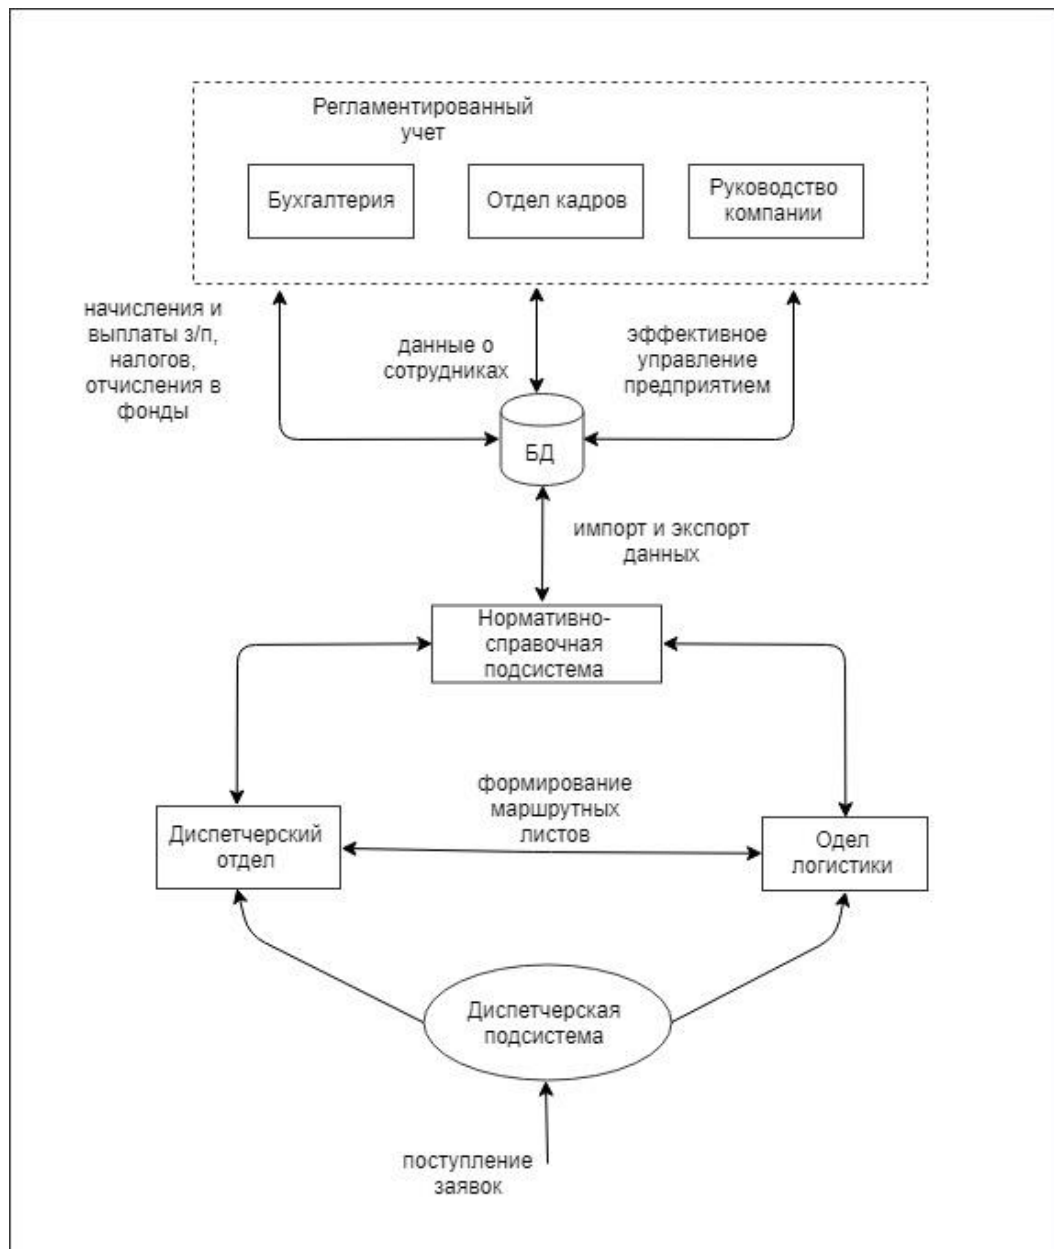 Регламентированный
учет
Бухгалтерия
Отдел кадров
Руководство
компании
начисления и
выплаты з/п,
налогов,
отчисления в
фонды
данные о
сотрудниках
эффективное
управление
предприятием
БД
импорт и экспорт
данных
Нормативно-
справочная
подсистема
формирование
маршрутных
листов
Диспетчерский
отдел
Одел
логистики
Диспетчерская
подсистема
поступление
заявок